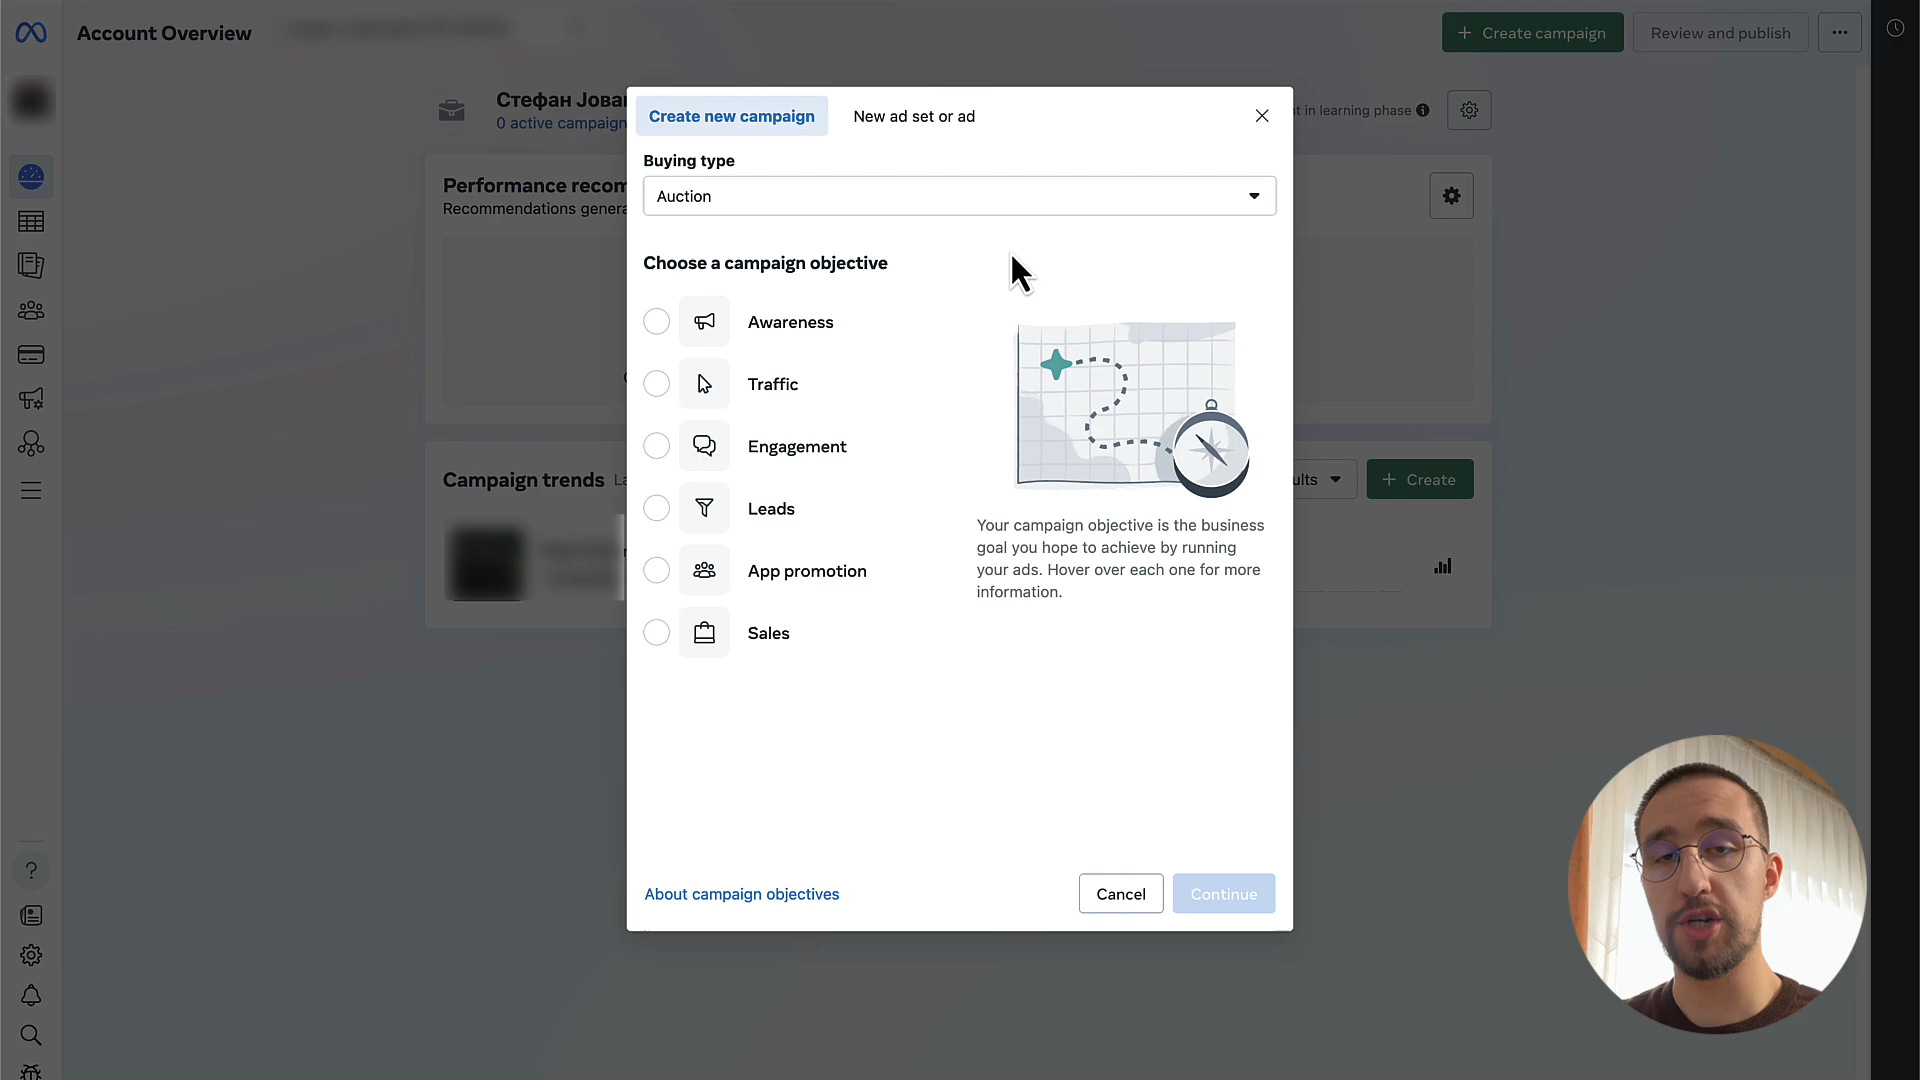 Account Overview
+ Create campaign
Review and publish
Стефан Јова
0 active campaign
t in learning phase
Create new campaign
New ad set or ad
Buying type
Auction
Performance recom
Recommendations genera
Choose a campaign objective
Awareness
Traffic
Engagement
Leads
App promotion
Sales
Your campaign objective is the business
goal you hope to achieve by running
your ads. Hover over each one for more
information.
Campaign trends
ults
+ Create
About campaign objectives
Cancel
Continue